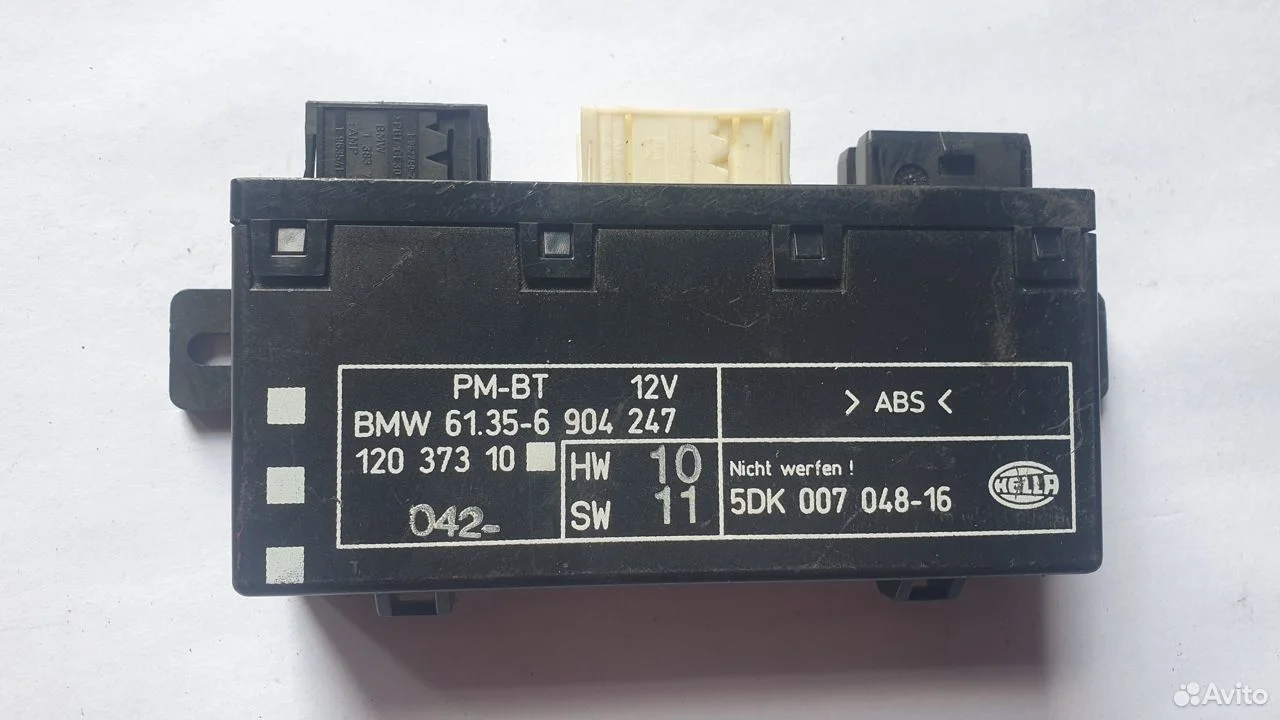 BMW
PM-BT 12V
BMW 61.35-6 904 247
120 373 10
042-
HW 10
SW 11
> ABS <
Nicht werfen !
5DK 007 048-16
HELLA
Avito